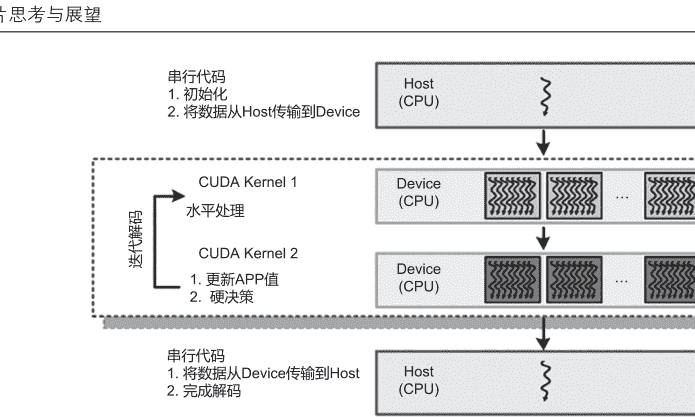 片思考与展望
串行代码
1. 初始化
2. 将数据从Host传输到Device
Host
(CPU)
CUDA Kernel 1
水平处理
Device
(CPU)
...
迭代解码
CUDA Kernel 2
1. 更新APP值
2. 硬决策
Device
(CPU)
...
串行代码
1. 将数据从Device传输到Host
2. 完成解码
Host
(CPU)